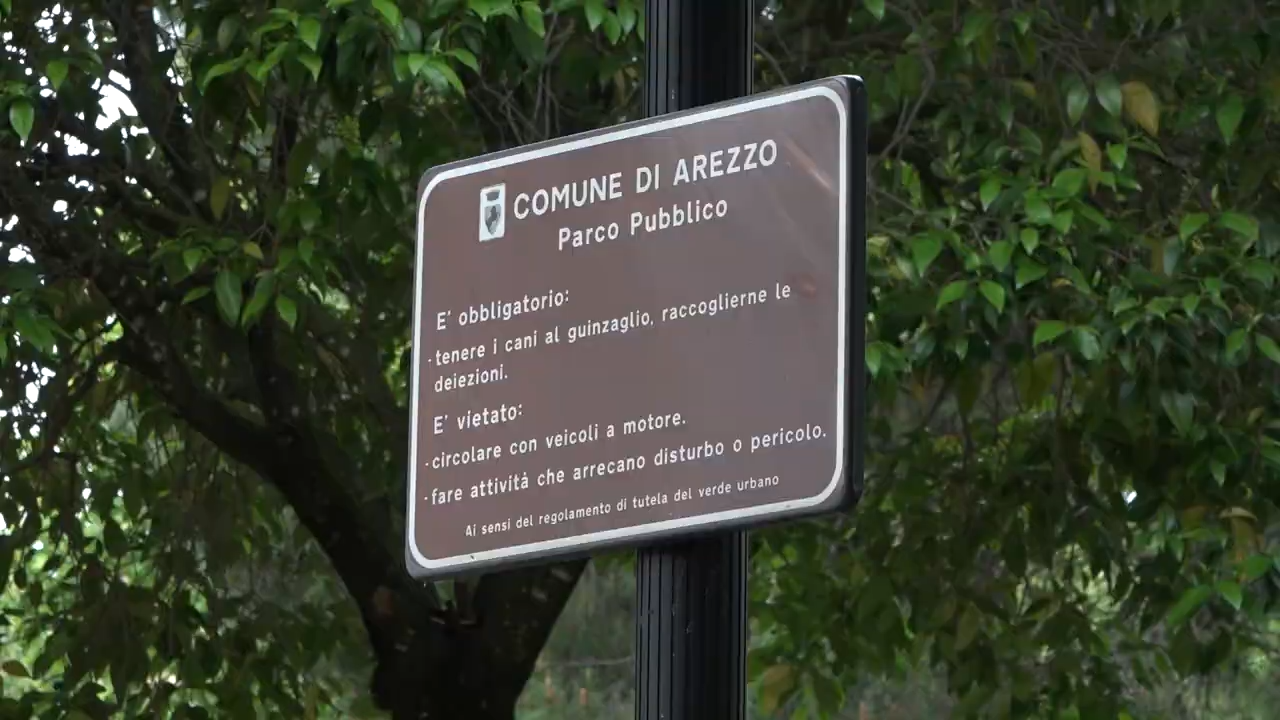 COMUNE DI AREZZO
Parco Pubblico
E' obbligatorio:
-tenere i cani al guinzaglio, raccoglierne le
deiezioni.
E' vietato:
-circolare con veicoli a motore.
-fare attività che arrecano disturbo o pericolo.
Ai sensi del regolamento di tutela del verde urbano